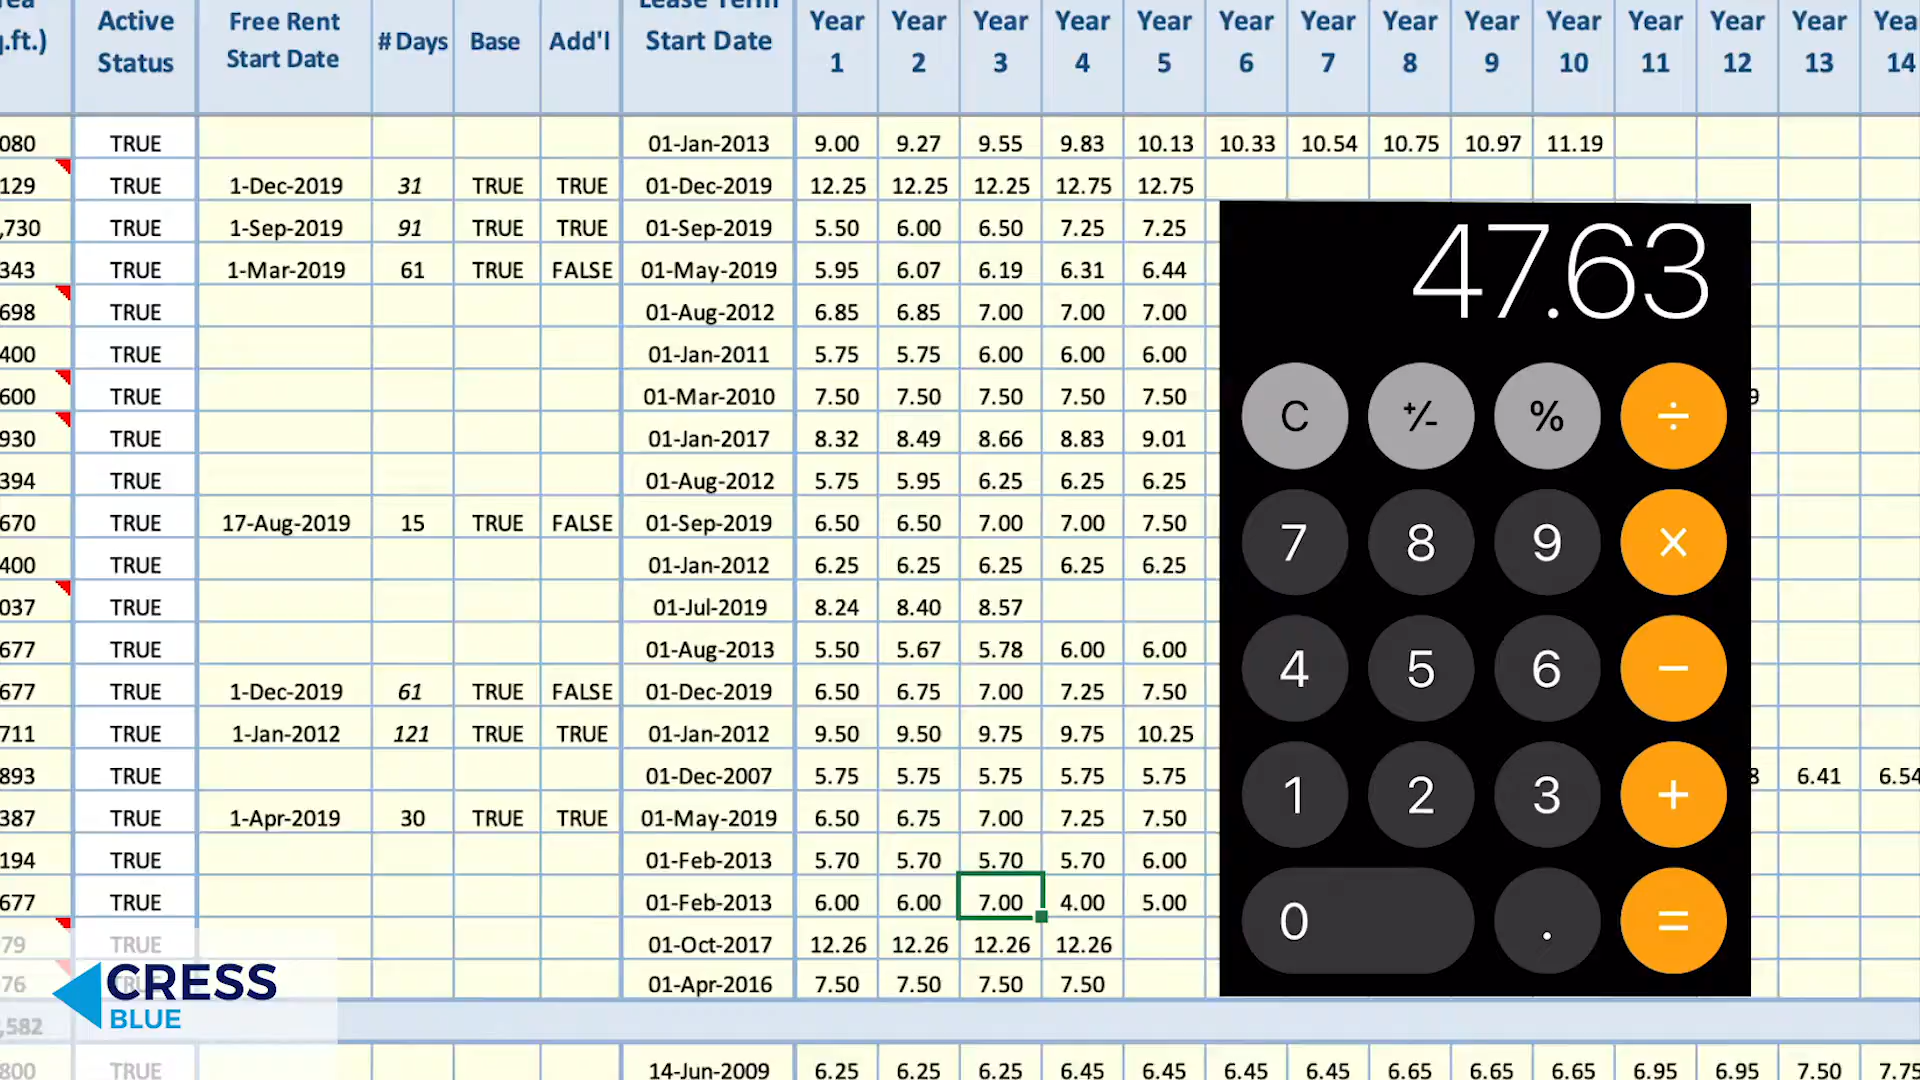 Active Status Free Rent Start Date # Days Base Add'l Start Date Year 1 Year 2 Year 3 Year 4 Year 5 Year 6 Year 7 Year 8 Year 9 Year 10 Year 11 Year 12 Year 13 14
080 TRUE 01-Jan-2013 9.00 9.27 9.55 9.83 10.13 10.33 10.54 10.75 10.97 11.19
129 TRUE 1-Dec-2019 31 TRUE TRUE 01-Dec-2019 12.25 12.25 12.25 12.75 12.75
,730 TRUE 1-Sep-2019 91 TRUE TRUE 01-Sep-2019 5.50 6.00 6.50 7.25 7.25
343 TRUE 1-Mar-2019 61 TRUE FALSE 01-May-2019 5.95 6.07 6.19 6.31 6.44
698 TRUE 01-Aug-2012 6.85 6.85 7.00 7.00 7.00
400 TRUE 01-Jan-2011 5.75 5.75 6.00 6.00 6.00
600 TRUE 01-Mar-2010 7.50 7.50 7.50 7.50 7.50 9
930 TRUE 01-Jan-2017 8.32 8.49 8.66 8.83 9.01
394 TRUE 01-Aug-2012 5.75 5.95 6.25 6.25 6.25
670 TRUE 17-Aug-2019 15 TRUE FALSE 01-Sep-2019 6.50 6.50 7.00 7.00 7.50
400 TRUE 01-Jan-2012 6.25 6.25 6.25 6.25 6.25
037 TRUE 01-Jul-2019 8.24 8.40 8.57
677 TRUE 01-Aug-2013 5.50 5.67 5.78 6.00 6.00
677 TRUE 1-Dec-2019 61 TRUE FALSE 01-Dec-2019 6.50 6.75 7.00 7.25 7.50
711 TRUE 1-Jan-2012 121 TRUE TRUE 01-Jan-2012 9.50 9.50 9.75 9.75 10.25
893 TRUE 01-Dec-2007 5.75 5.75 5.75 5.75 5.75 8 6.41 6.54
387 TRUE 1-Apr-2019 30 TRUE TRUE 01-May-2019 6.50 6.75 7.00 7.25 7.50
194 TRUE 01-Feb-2013 5.70 5.70 5.70 5.70 6.00
677 TRUE 01-Feb-2013 6.00 6.00 7.00 4.00 5.00
79 TRUE 01-Oct-2017 12.26 12.26 12.26 12.26
76 01-Apr-2016 7.50 7.50 7.50 7.50
,582
800 TRUE 14-Jun-2009 6.25 6.25 6.25 6.45 6.45 6.45 6.45 6.65 6.65 6.65 6.95 6.95 7.50 7.75
47.63
C +/- % ÷
7 8 9 ×
4 5 6 −
1 2 3 +
0 . =
CRESS
BLUE